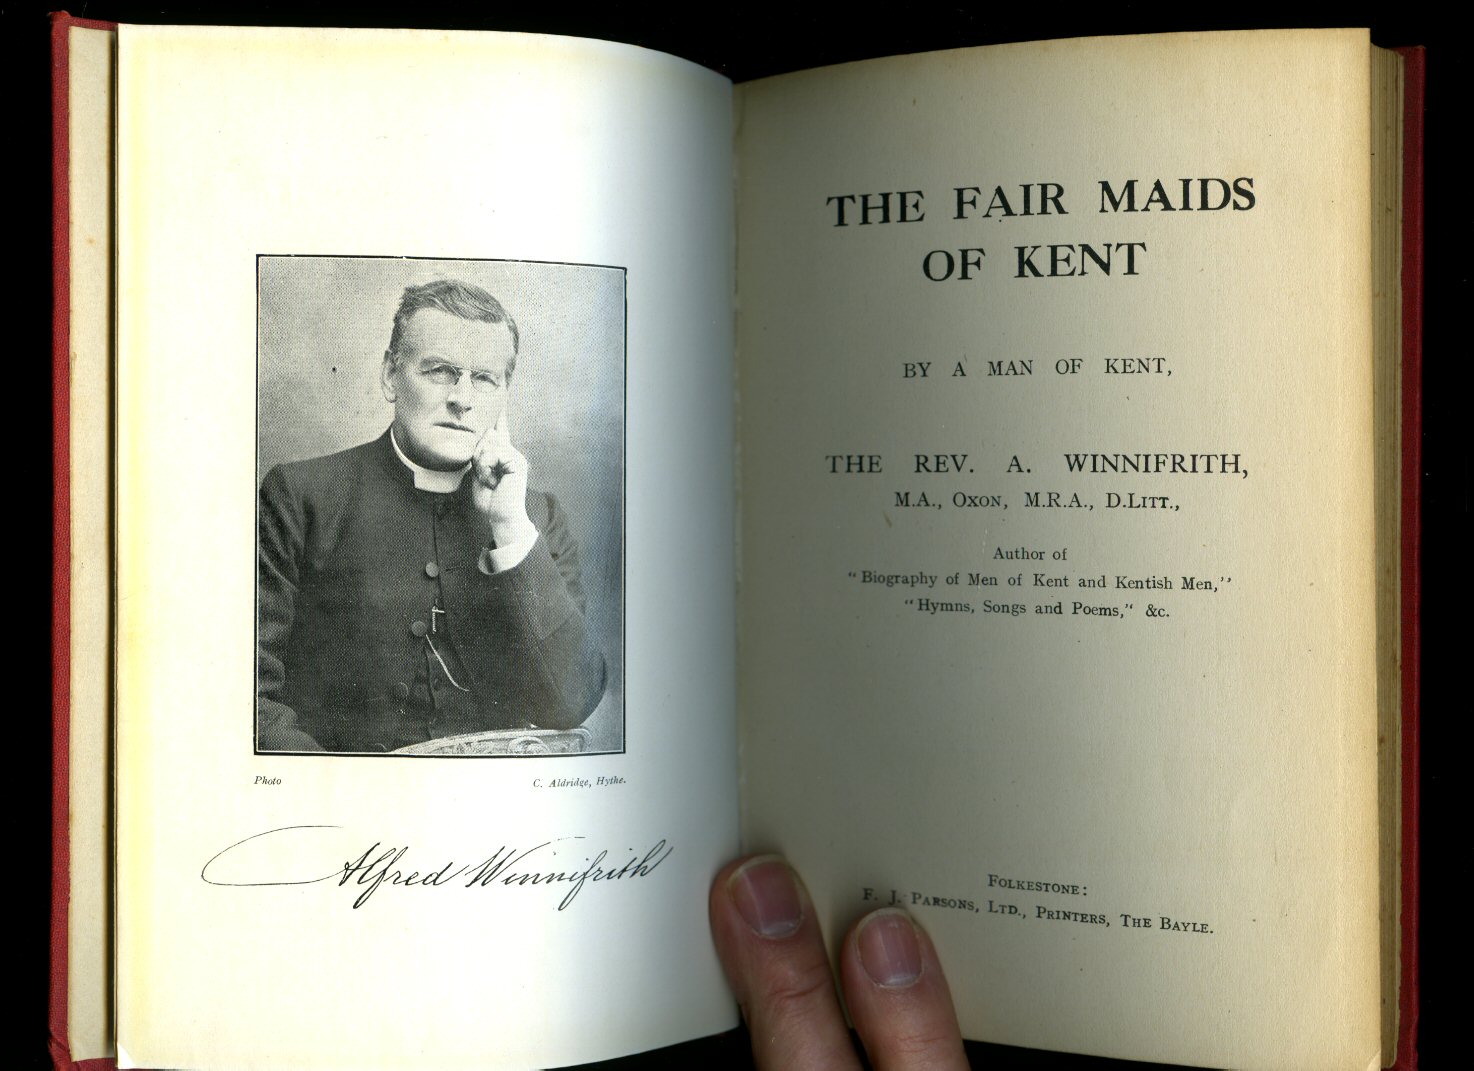 Photo C. Aldridge, Hythe.
Alfred Winnifrith
THE FAIR MAIDS
OF KENT
BY A MAN OF KENT,
THE REV. A. WINNIFRITH,
M.A., OXON, M.R.A., D.LITT.,
Author of
"Biography of Men of Kent and Kentish Men,"
"Hymns, Songs and Poems," &c.
FOLKESTONE:
F. J. PARSONS, LTD., PRINTERS, THE BAYLE.